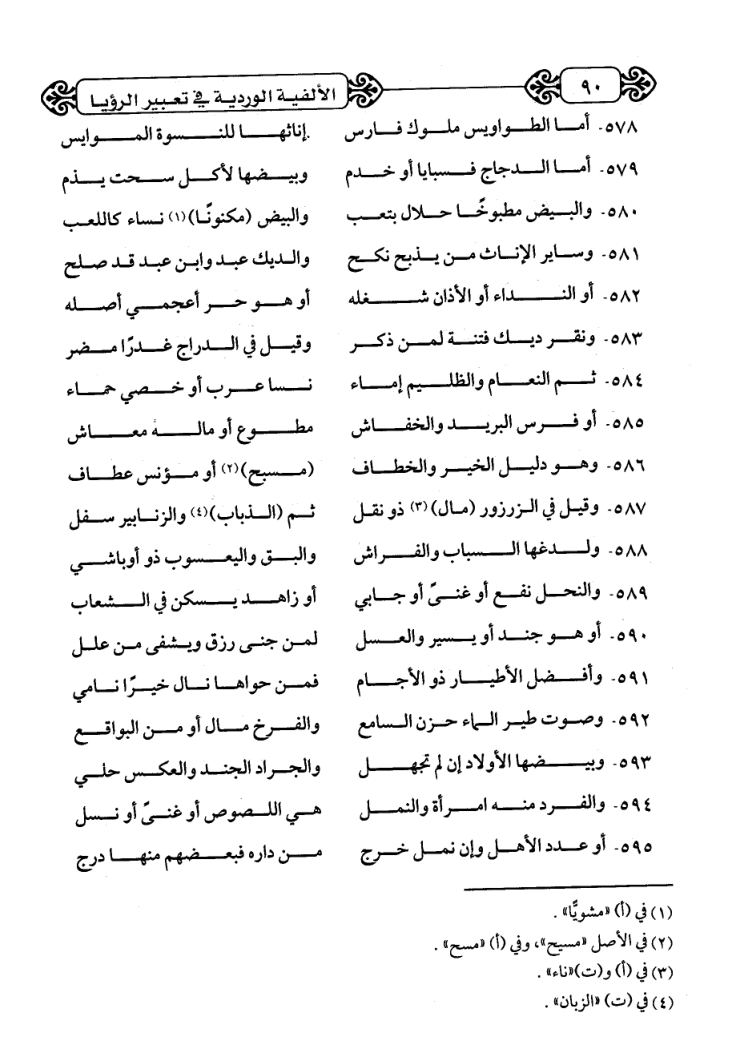 ٩٠
الألفية الوردية في تعبير الرؤيا
٥٧٨- أما الطواويس ملوك فارس إناثها للنسوة الموايس
٥٧٩- أما الدجاج فسبايا أو خدم وبيضها لأكل سحت يذم
٥٨٠- والبيض مطبوخًا حلال بتعب والبيض (مكنونًا)(١) نساء كاللعب
٥٨١- وساير الإناث من يذبح نكح والديك عبد وابن عبد قد صلح
٥٨٢- أو النداء أو الأذان شغله أو هو حر أعجمي أصله
٥٨٣- ونقر ديك فتنة لمن ذكر وقيل في الدراج غدرًا مضر
٥٨٤- ثم النعام والظليم إماء نسا عرب أو خصي حماء
٥٨٥- أو فرس البريد والخفاش مطوع أو ماله معاش
٥٨٦- وهو دليل الخير والخطاف (مسبح)(٢) أو مؤنس عطاف
٥٨٧- وقيل في الزرزور (مال)(٣) ذو نقل ثم (الذباب)(٤) والزنابير سفل
٥٨٨- ولدغها السباب والفراش والبق واليعسوب ذو أوباشي
٥٨٩- والنحل نفع أو غنىً أو جابي أو زاهد يسكن في الشعاب
٥٩٠- أو هو جند أو يسير والعسل لمن جنى رزق ويشفى من علل
٥٩١- وأفضل الأطيار ذو الأجام فمن حواها نال خيرًا نامي
٥٩٢- وصوت طير الماء حزن السامع والفرخ مال أو من البواقع
٥٩٣- وبيضها الأولاد إن لم تجهل والجراد الجند والعكس حلي
٥٩٤- والفرد منه امرأة والنمل هي اللصوص أو غنىً أو نسل
٥٩٥- أو عدد الأهل وإن نمل خرج من داره فبعضهم منها درج
(١) في (أ) «مشويًّا» .
(٢) في الأصل «مسيح»، وفي (أ) «مسح» .
(٣) في (أ) و(ت)«ناء» .
(٤) في (ت) «الزبان» .